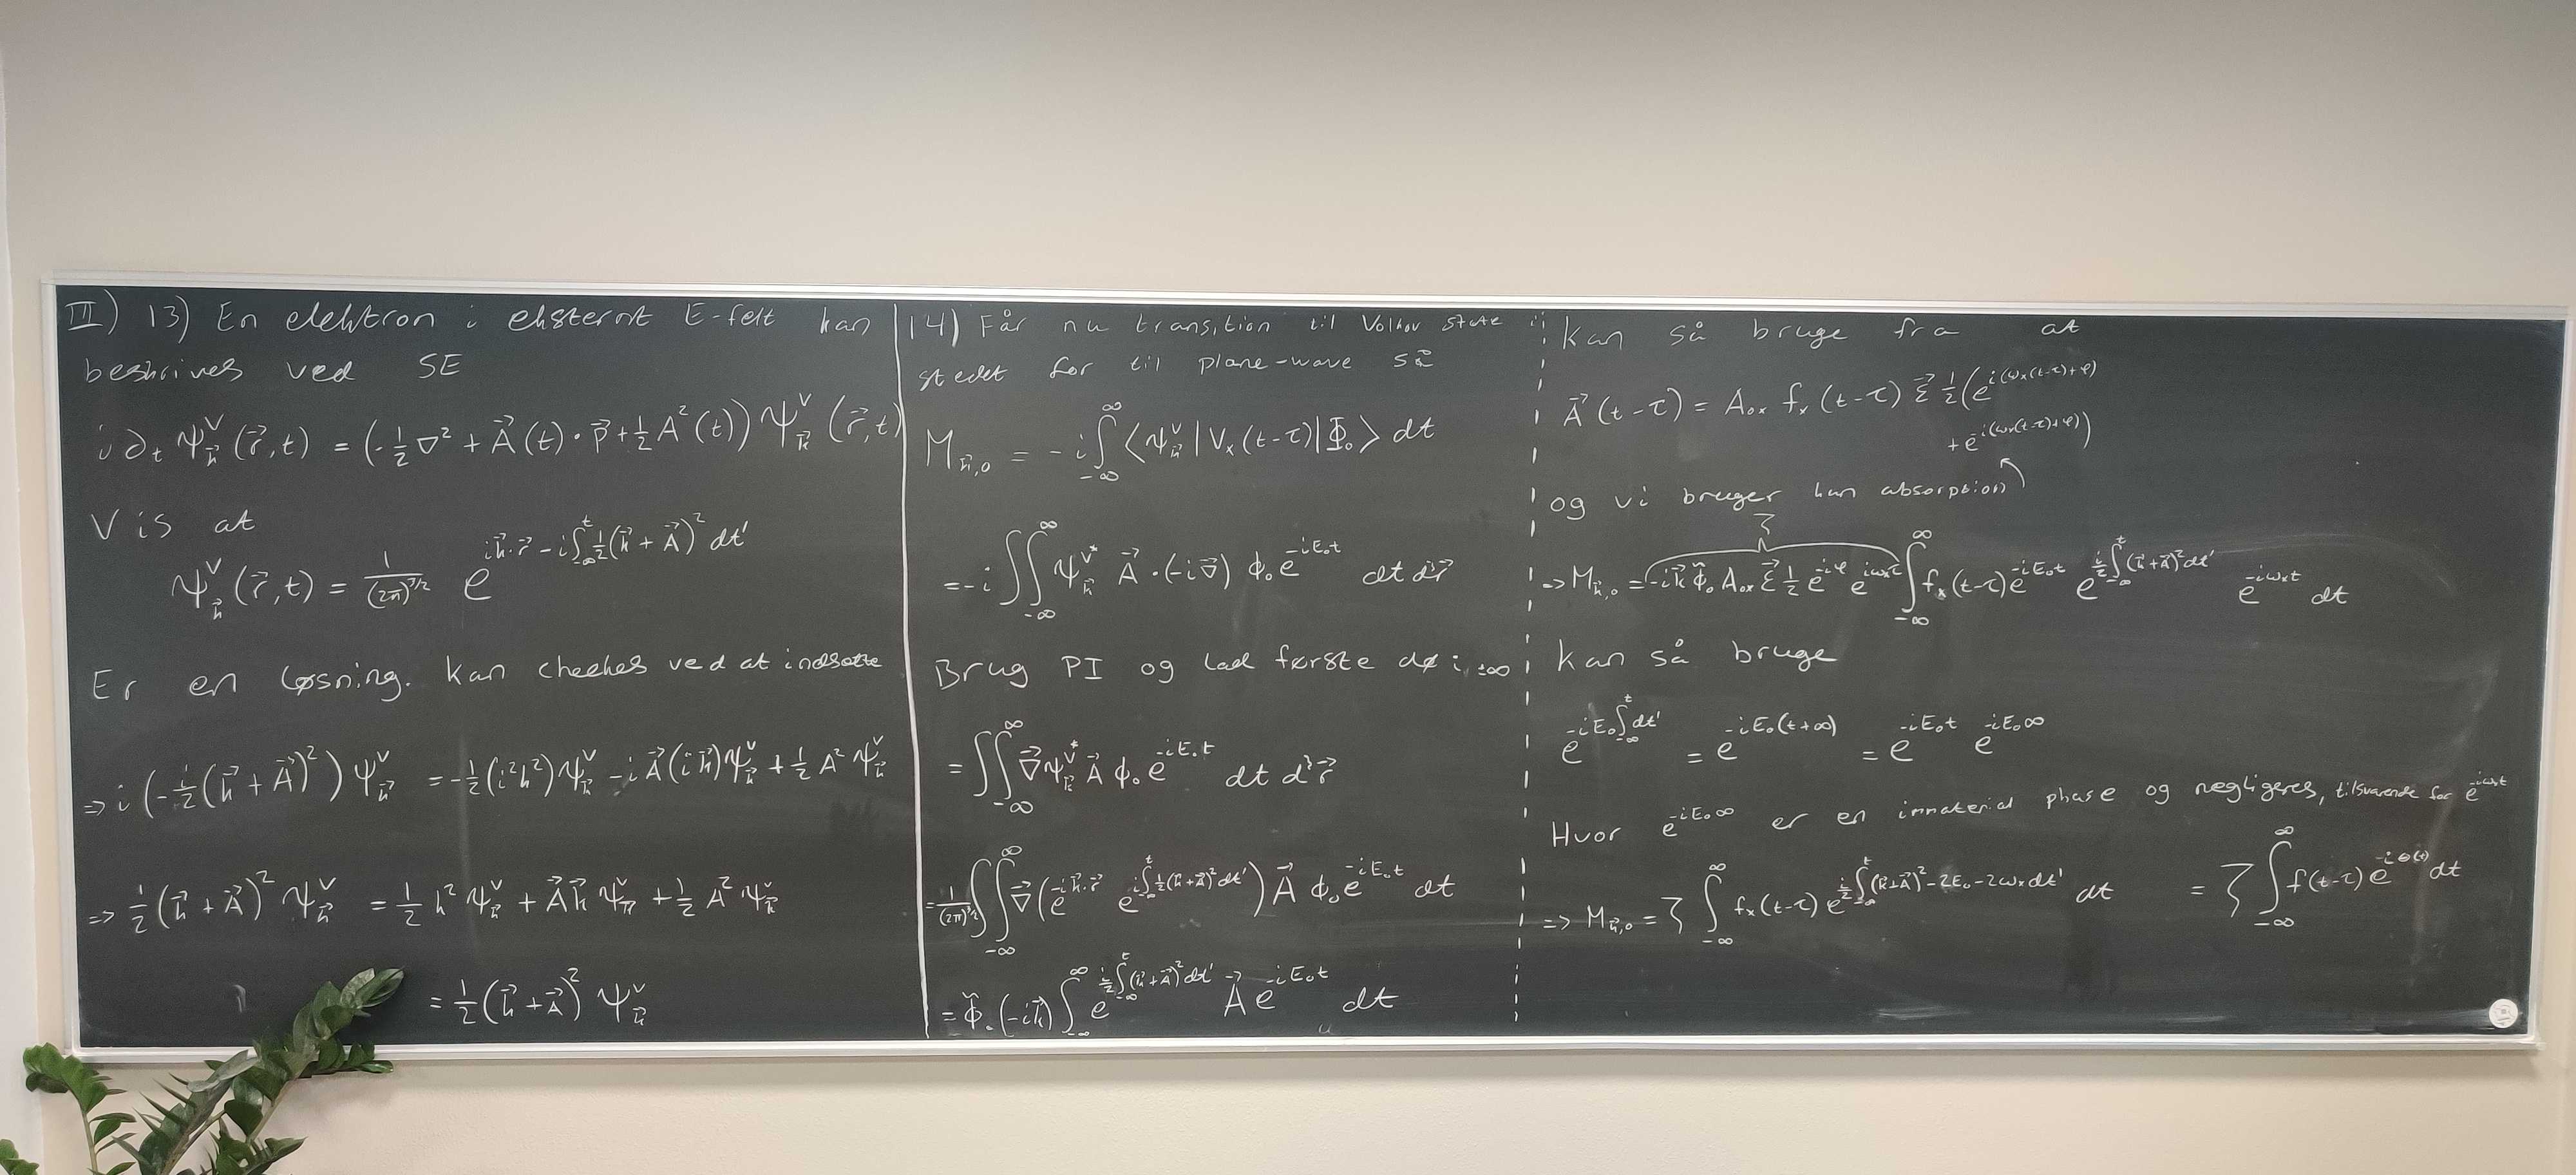 III) 13) En elektron i eksternt E-felt kan
beskrives ved SE
i∂_t Ψ^V_k⃗ (r⃗,t) = (-½∇² + A⃗(t)·p⃗ + ½A²(t)) Ψ^V_k⃗ (r⃗,t)
Vis at
Ψ^V_k⃗ (r⃗,t) = 1/(2π)^{3/2} e^{ik⃗·r⃗ - i∫_{-∞}^{t} ½(k⃗+A⃗)² dt'}
Er en løsning. Kan cheekes ved at indsætte
=> i(-i/2 (k⃗+A⃗)²) Ψ^V_k⃗ = -½(i²k²)Ψ^V_k⃗ - iA⃗(ik⃗)Ψ^V_k⃗ + ½A²Ψ^V_k⃗
=> ½(k⃗+A⃗)² Ψ^V_k⃗ = ½k²Ψ^V_k⃗ + A⃗k⃗Ψ^V_k⃗ + ½A²Ψ^V_k⃗
= ½(k⃗+A⃗)² Ψ^V_k⃗
14) Får nu transition til Volkov state i
stedet for til plane-wave så
M_{k⃗,0} = -i∫_{-∞}^{∞} ⟨Ψ^V_k⃗|V_x(t-τ)|Φ_0⟩ dt
= -i∫∫_{-∞}^{∞} Ψ^{V*}_k⃗ A⃗·(-i∇⃗) ϕ_0 e^{-iE_0t} dt d³r⃗
Brug PI og lad første dø i ±∞
= ∫∫_{-∞}^{∞} ∇⃗Ψ^{V*}_k⃗ A⃗ ϕ_0 e^{-iE_0t} dt d³r⃗
= 1/(2π)^{3/2} ∫∫_{-∞}^{∞} ∇⃗(e^{-ik⃗·r⃗} e^{i∫_{-∞}^{t} ½(k⃗+A⃗)² dt'}) A⃗ ϕ_0 e^{-iE_0t} dt
= ϕ̃_0 (-ik⃗) ∫_{-∞}^{∞} e^{i/2 ∫_{-∞}^{t} (k⃗+A⃗)² dt'} A⃗ e^{-iE_0t} dt
Kan så bruge fra at
A⃗(t-τ) = A_{0x} f_x(t-τ) ε⃗ ½(e^{i(ω_x(t-τ)+φ)}
+ e^{-i(ω_x(t-τ)+φ)})
og vi bruger kun absorption
ζ
=> M_{k⃗,0} = -ik⃗ ϕ̃_0 A_{0x} ε⃗ ½ e^{-iφ} e^{iω_xτ} ∫_{-∞}^{∞} f_x(t-τ) e^{-iE_0t} e^{i/2 ∫_{-∞}^{t} (k⃗+A⃗)² dt'} e^{-iω_xt} dt
Kan så bruge
e^{-iE_0∫_{-∞}^{t} dt'} = e^{-iE_0(t+∞)} = e^{-iE_0t} e^{-iE_0∞}
Hvor e^{-iE_0∞} er en immaterial phase og negligeres, tilsvarende for e^{-iω_xt}
=> M_{k⃗,0} = ζ ∫_{-∞}^{∞} f_x(t-τ) e^{i/2 ∫_{-∞}^{t} (k⃗+A⃗)² - 2E_0 - 2ω_x dt'} dt = ζ ∫_{-∞}^{∞} f(t-τ) e^{-iΘ(t)} dt